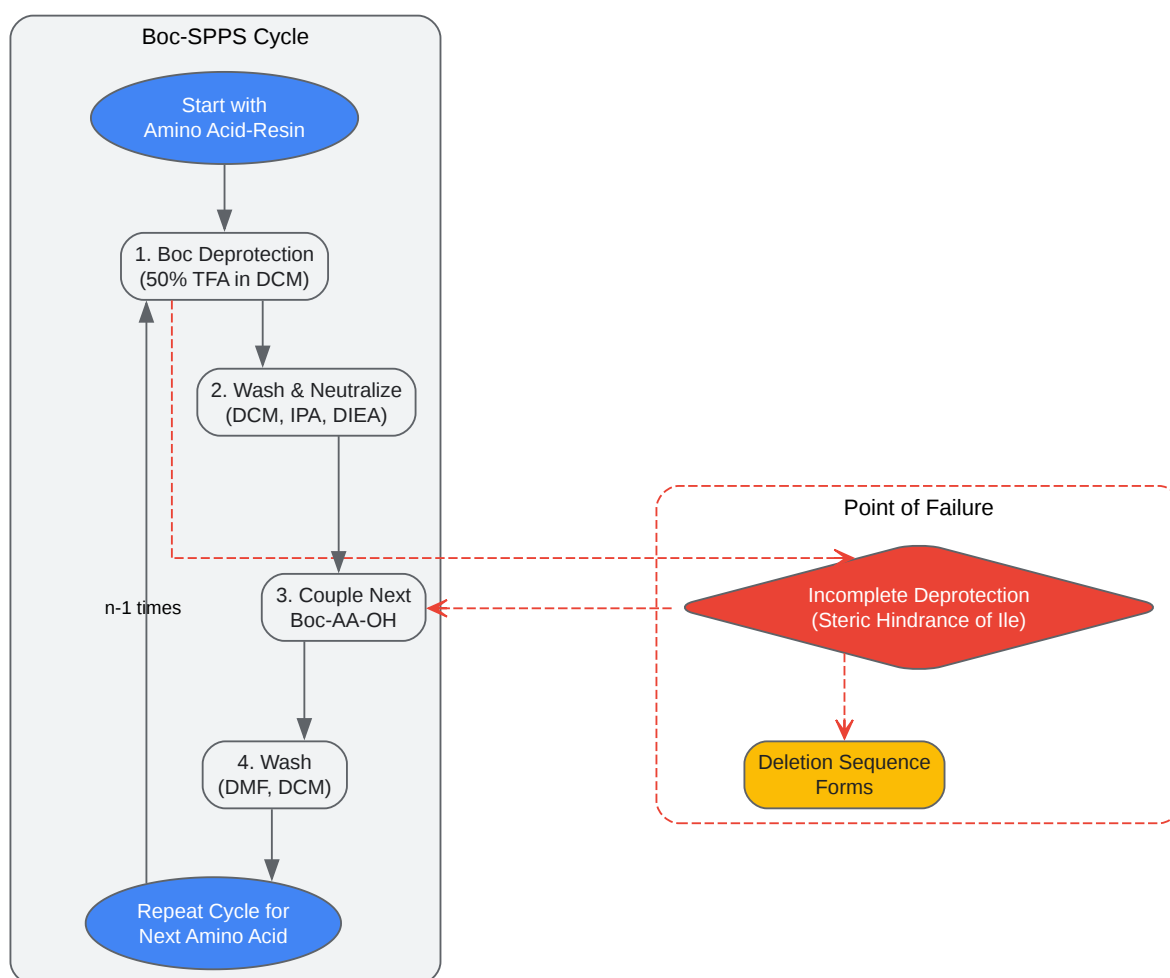 Boc-SPPS Cycle
Start with
Amino Acid-Resin
1. Boc Deprotection
(50% TFA in DCM)
2. Wash & Neutralize
(DCM, IPA, DIEA)
3. Couple Next
Boc-AA-OH
n-1 times
4. Wash
(DMF, DCM)
Repeat Cycle for
Next Amino Acid
Point of Failure
Incomplete Deprotection
(Steric Hindrance of Ile)
Deletion Sequence
Forms